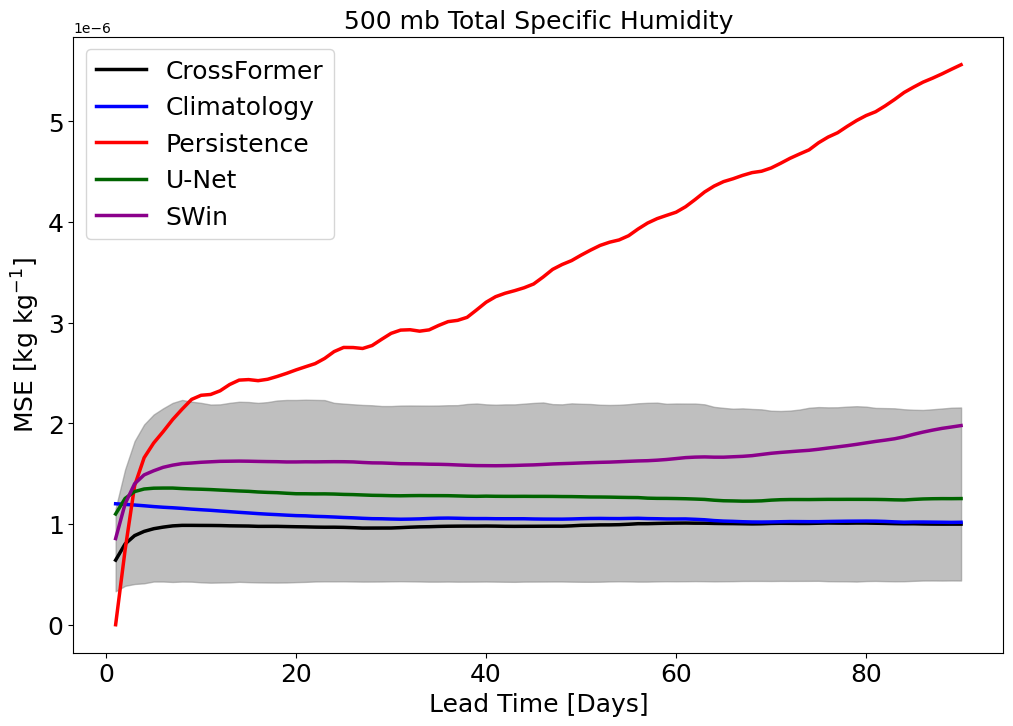 500 mb Total Specific Humidity
1e−6
CrossFormer
Climatology
Persistence
U-Net
SWin
MSE [kg kg⁻¹]
5
4
3
2
1
0
0 20 40 60 80
Lead Time [Days]